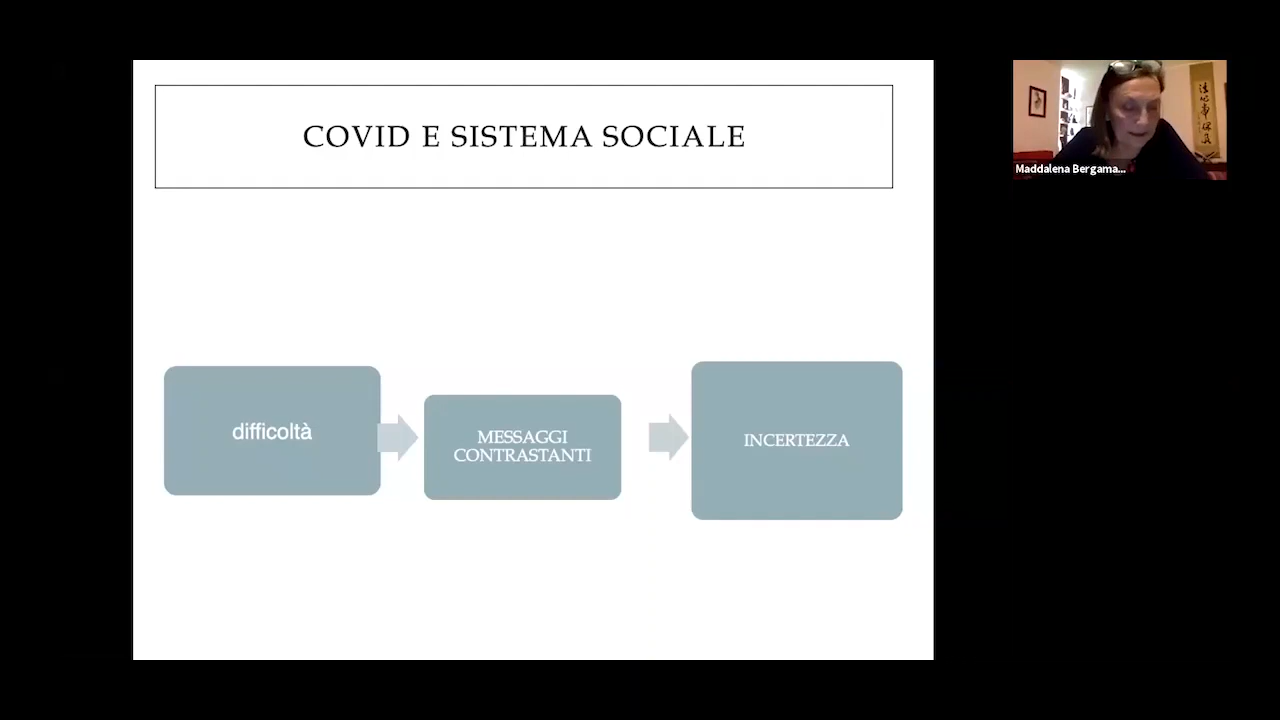 COVID E SISTEMA SOCIALE
difficoltà
MESSAGGI
CONTRASTANTI
INCERTEZZA
Maddalena Bergama...